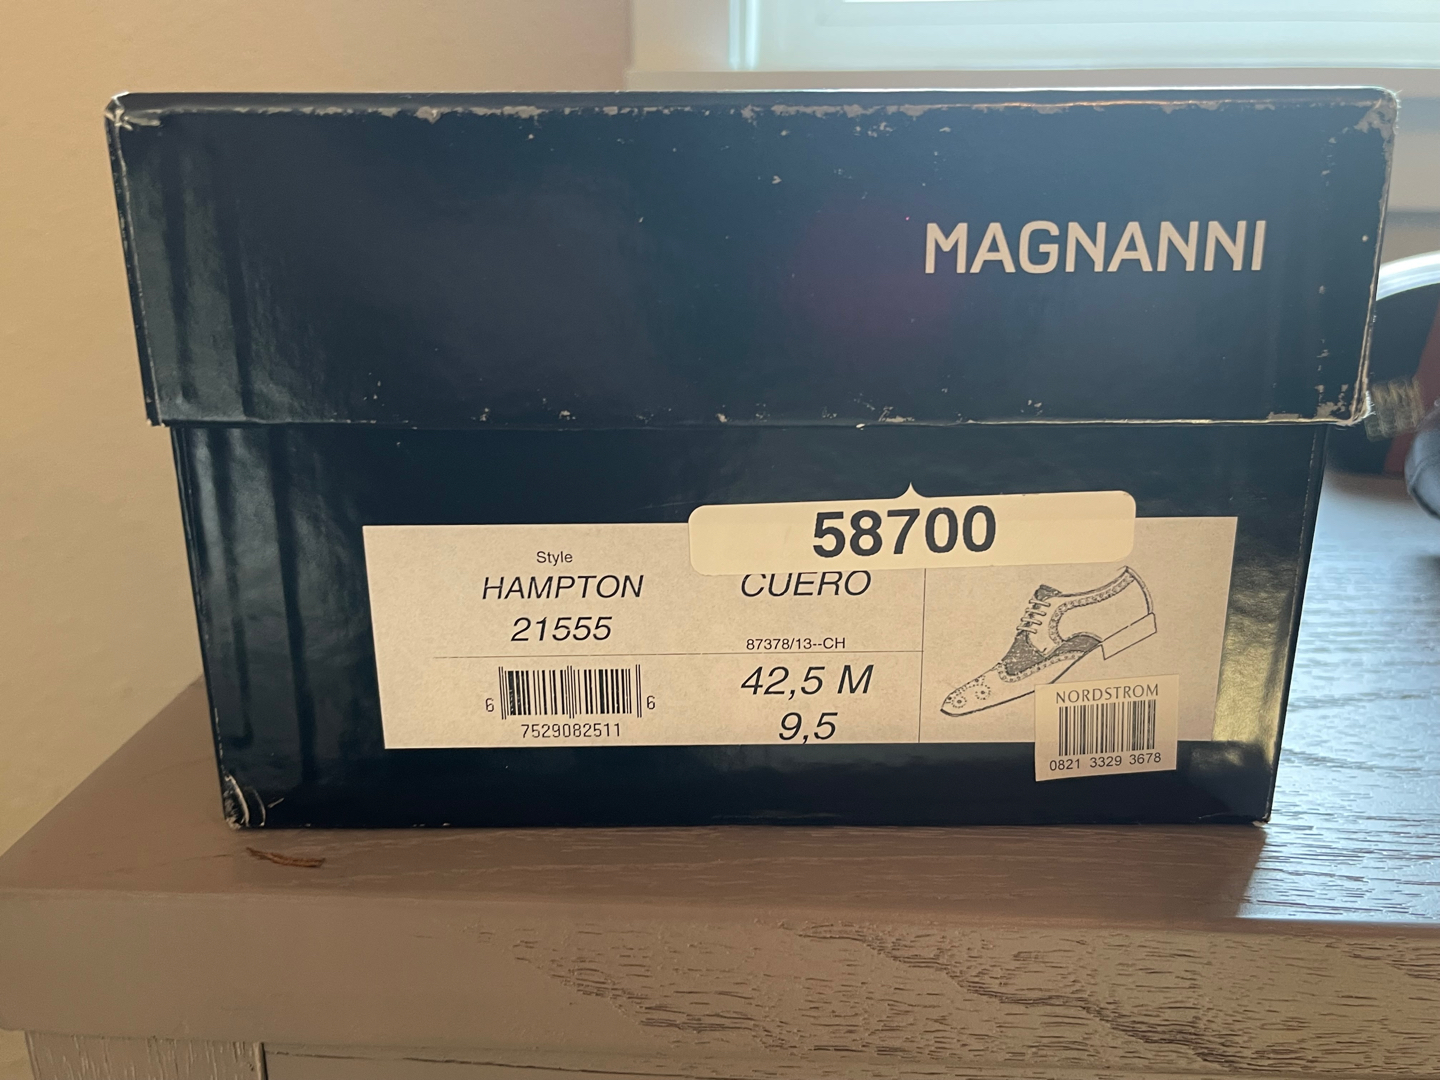 MAGNANNI
58700
Style
HAMPTON
21555
CUERO
87378/13--CH
42,5 M
9,5
6 6
7529082511
NORDSTROM
0821 3329 3678